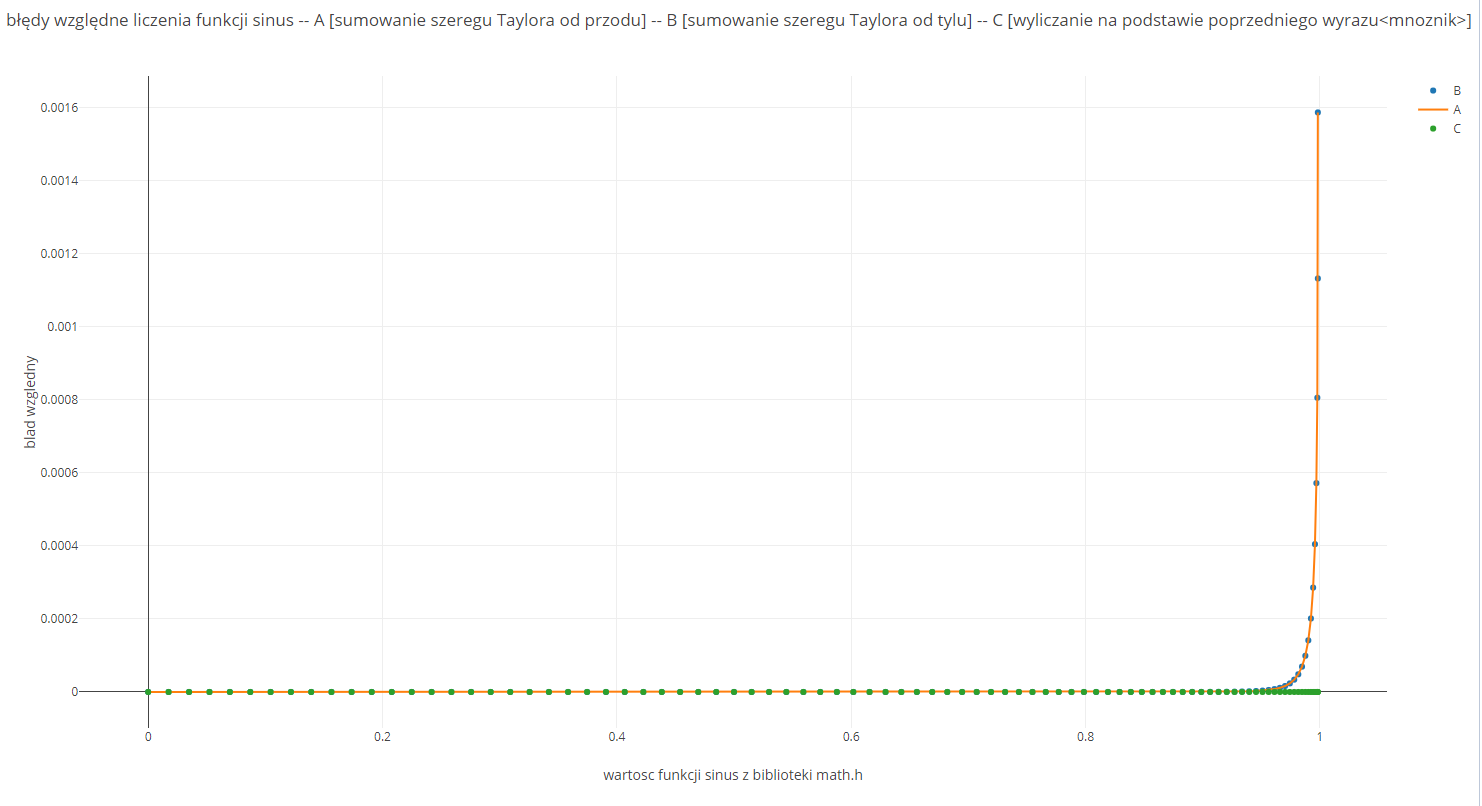 błędy względne liczenia funkcji sinus -- A [sumowanie szeregu Taylora od przodu] -- B [sumowanie szeregu Taylora od tylu] -- C [wyliczanie na podstawie poprzedniego wyrazu<mnoznik>]
B
A
C
0.0016
0.0014
0.0012
0.001
0.0008
0.0006
0.0004
0.0002
0
blad wzgledny
0
0.2
0.4
0.6
0.8
1
wartosc funkcji sinus z biblioteki math.h